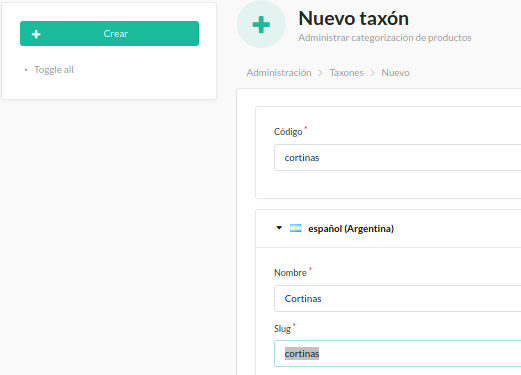 Crear
Toggle all
Nuevo taxón
Administrar categorización de productos
Administración > Taxones > Nuevo
Código *
cortinas
español (Argentina)
Nombre *
Cortinas
Slug *
cortinas